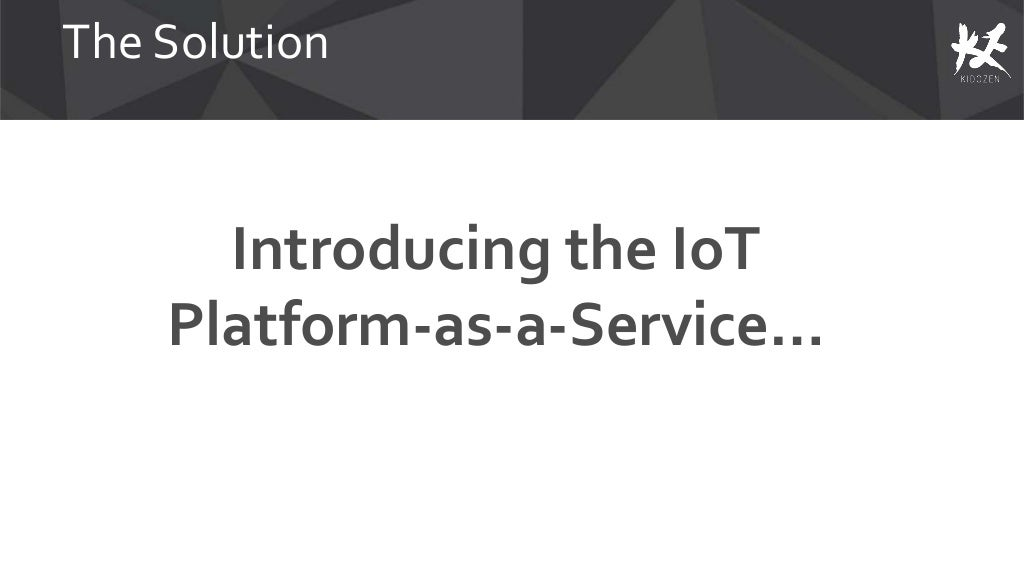 The Solution
KIDOZEN
Introducing the IoT
Platform-as-a-Service…